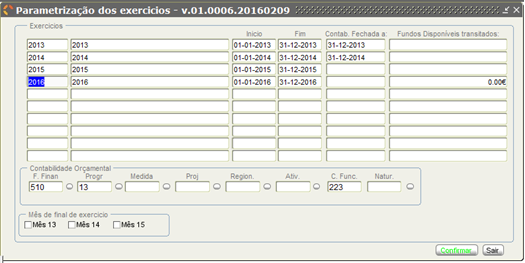 Parametrização dos exercicios - v.01.0006.20160209
Exercicios
Inicio Fim Contab. Fechada a: Fundos Disponíveis transitados:
2013 2013 01-01-2013 31-12-2013 31-12-2013
2014 2014 01-01-2014 31-12-2014 31-12-2014
2015 2015 01-01-2015 31-12-2015
2016 2016 01-01-2016 31-12-2016 0.00€
Contabilidade Orçamental
F. Finan Progr Medida Proj Region. Ativ. C. Func. Natur.
510 13 223
Mês de final de exercicio
Mês 13 Mês 14 Mês 15
Confirmar Sair